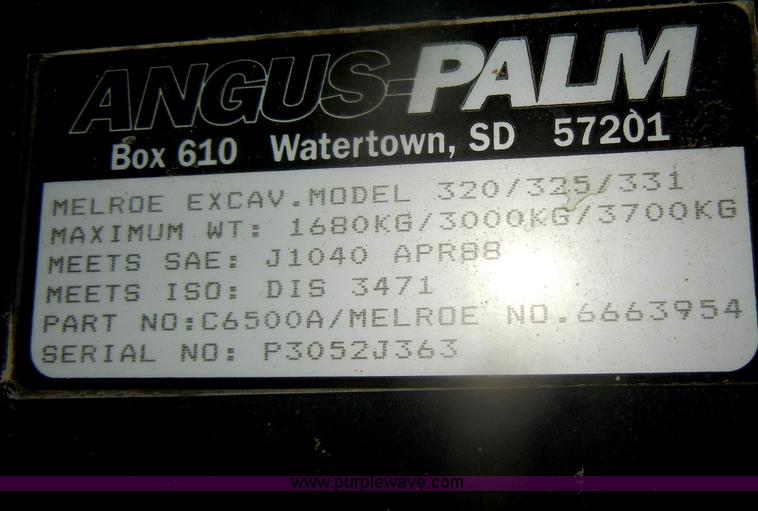 ANGUS-PALM
Box 610 Watertown, SD 57201
MELROE EXCAV.MODEL 320/325/331
MAXIMUM WT: 1680KG/3000KG/3700KG
MEETS SAE: J1040 APR88
MEETS ISO: DIS 3471
PART NO:C6500A/MELROE NO.6663954
SERIAL NO: P3052J363
www.purplewave.com